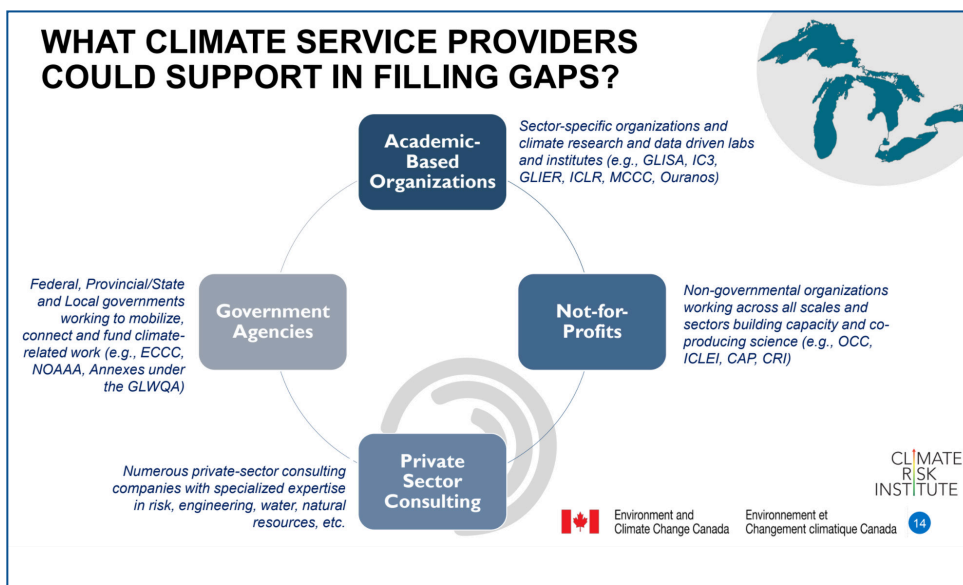 WHAT CLIMATE SERVICE PROVIDERS
COULD SUPPORT IN FILLING GAPS?
Academic-
Based
Organizations
Sector-specific organizations and
climate research and data driven labs
and institutes (e.g., GLISA, IC3,
GLIER, ICLR, MCCC, Ouranos)
Federal, Provincial/State
and Local governments
working to mobilize,
connect and fund climate-
related work (e.g., ECCC,
NOAAA, Annexes under
the GLWQA)
Government
Agencies
Not-for-
Profits
Non-governmental organizations
working across all scales and
sectors building capacity and co-
producing science (e.g., OCC,
ICLEI, CAP, CRI)
Numerous private-sector consulting
companies with specialized expertise
in risk, engineering, water, natural
resources, etc.
Private
Sector
Consulting
CLIMATE
RISK
INSTITUTE
Environment and
Climate Change Canada
Environnement et
Changement climatique Canada
14